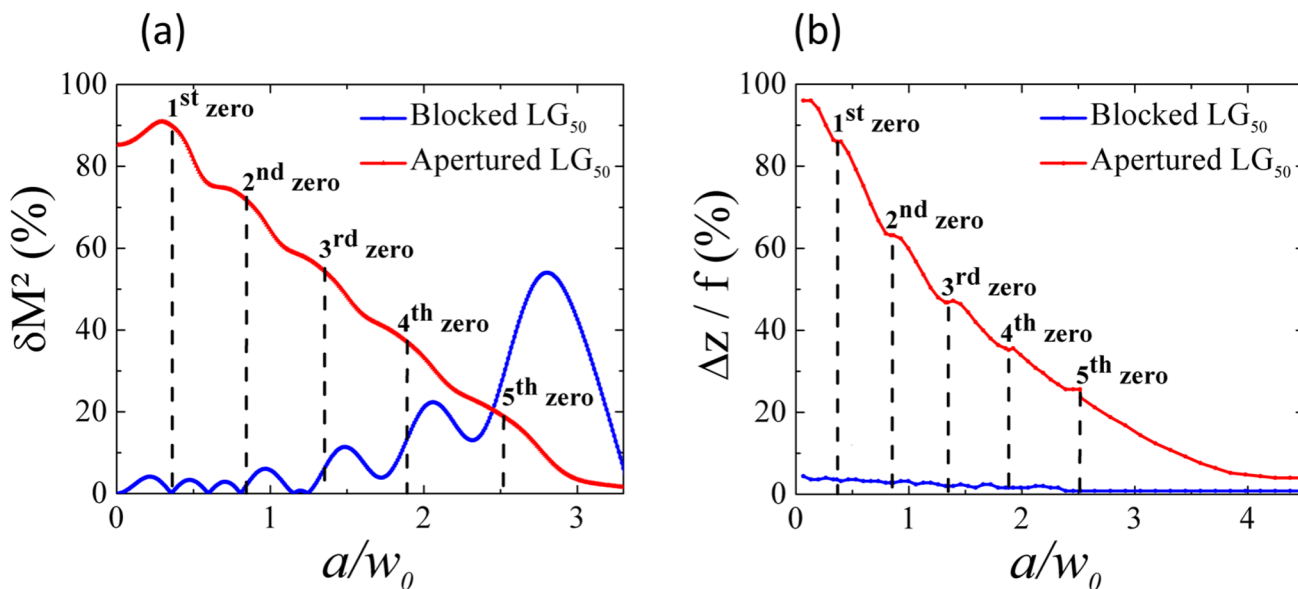 (a)
100
80
60
40
20
0
δM² (%)
Blocked LG₅₀
Apertured LG₅₀
1ˢᵗ zero
2ⁿᵈ zero
3ʳᵈ zero
4ᵗʰ zero
5ᵗʰ zero
0 1 2 3
a/w₀
(b)
100
80
60
40
20
0
Δz / f (%)
Blocked LG₅₀
Apertured LG₅₀
1ˢᵗ zero
2ⁿᵈ zero
3ʳᵈ zero
4ᵗʰ zero
5ᵗʰ zero
0 1 2 3 4
a/w₀